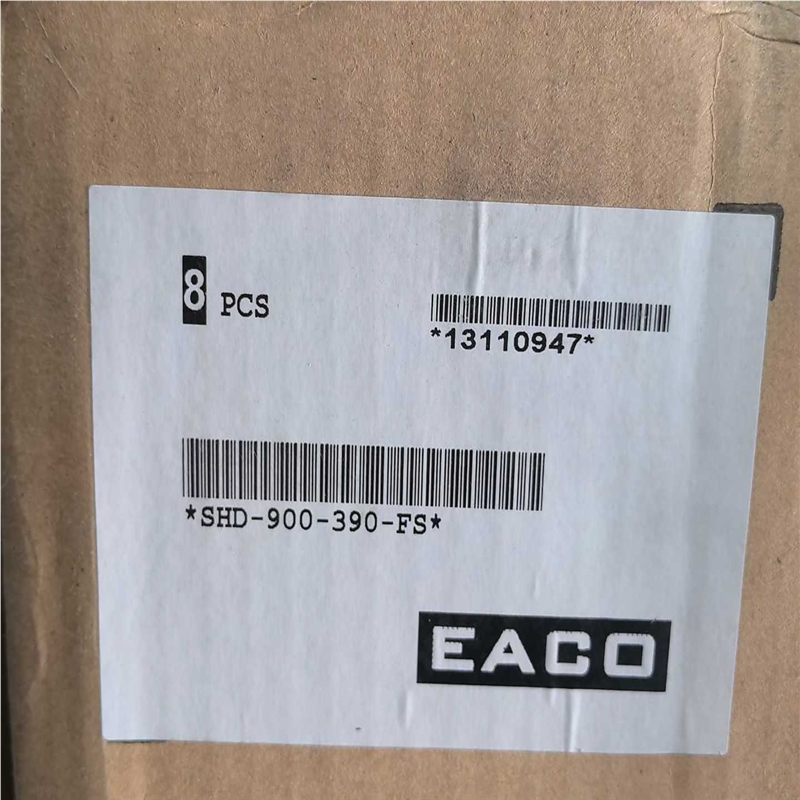 8 PCS
*13110947*
*SHD-900-390-FS*
EACO